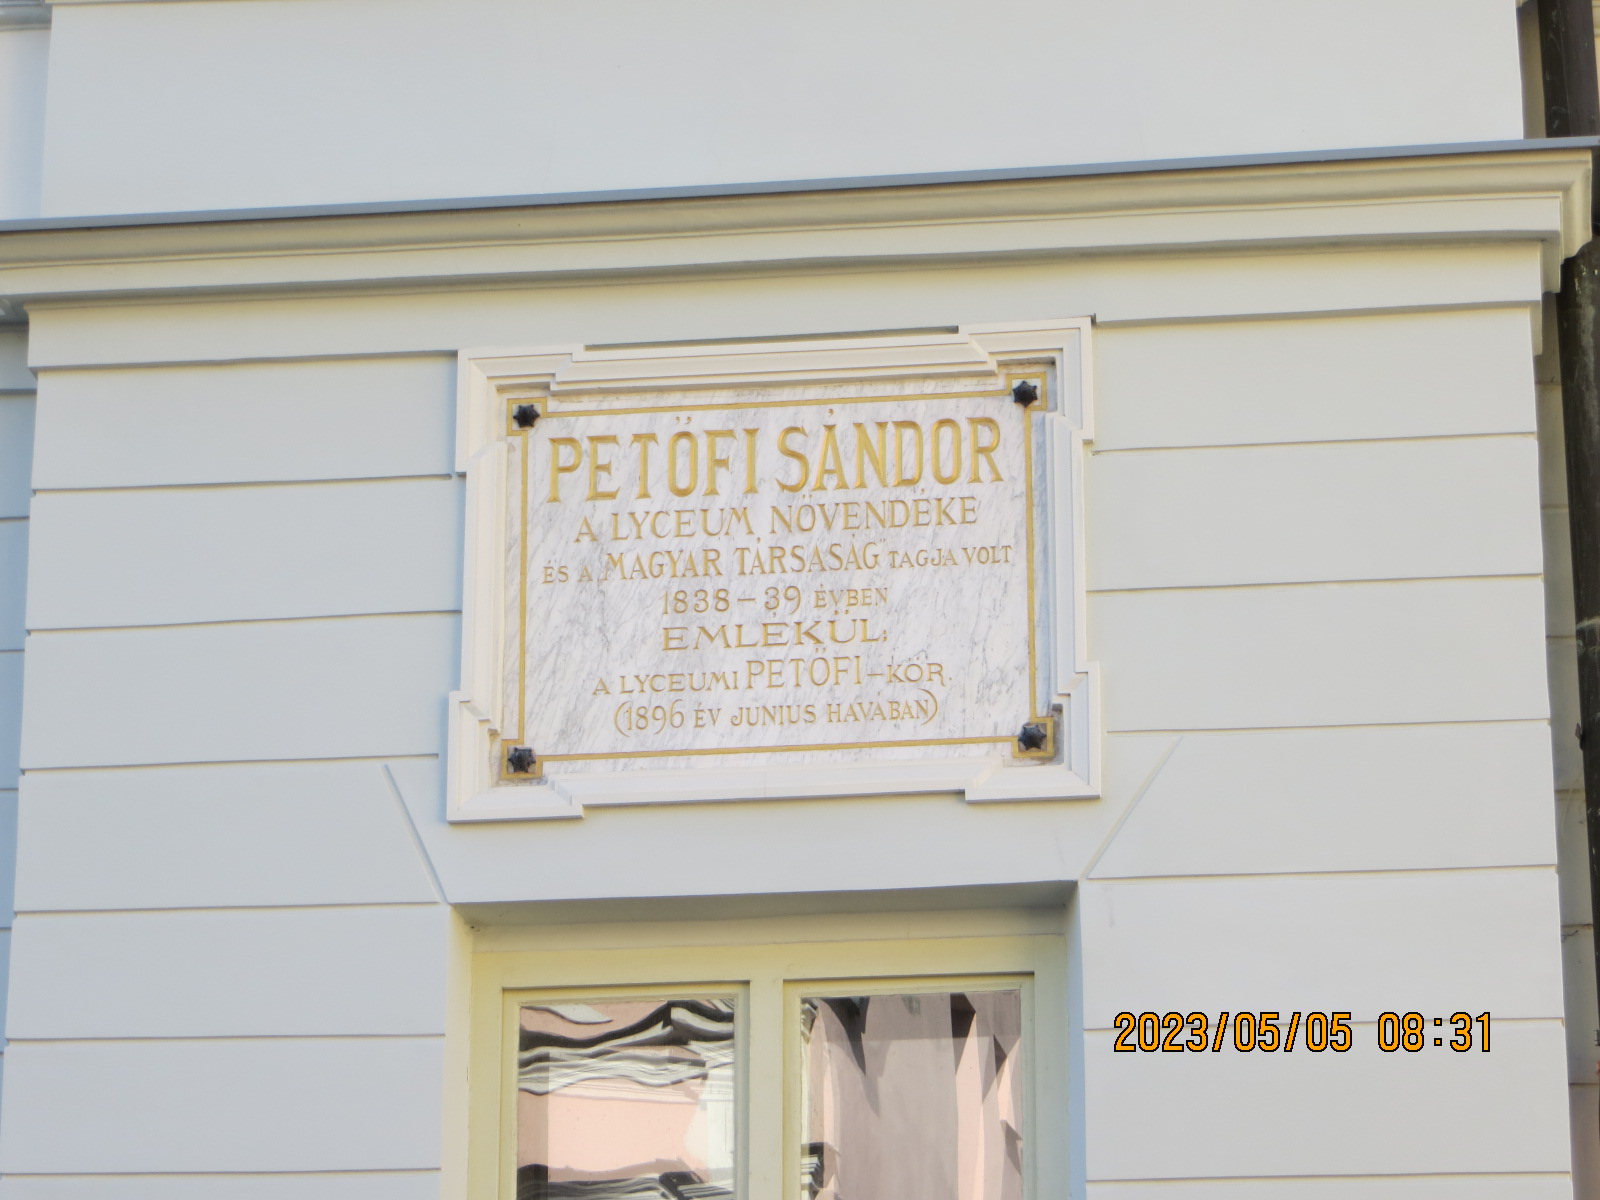 PETŐFI SÁNDOR
A LYCEUM NÖVENDÉKE
ÉS A „MAGYAR TÁRSASÁG" TAGJA VOLT
1838-39 ÉVBEN
EMLÉKÜL:
A LYCEUMI PETŐFI-KÖR.
(1896 ÉV JUNIUS HAVÁBAN)
2023/05/05 08:31